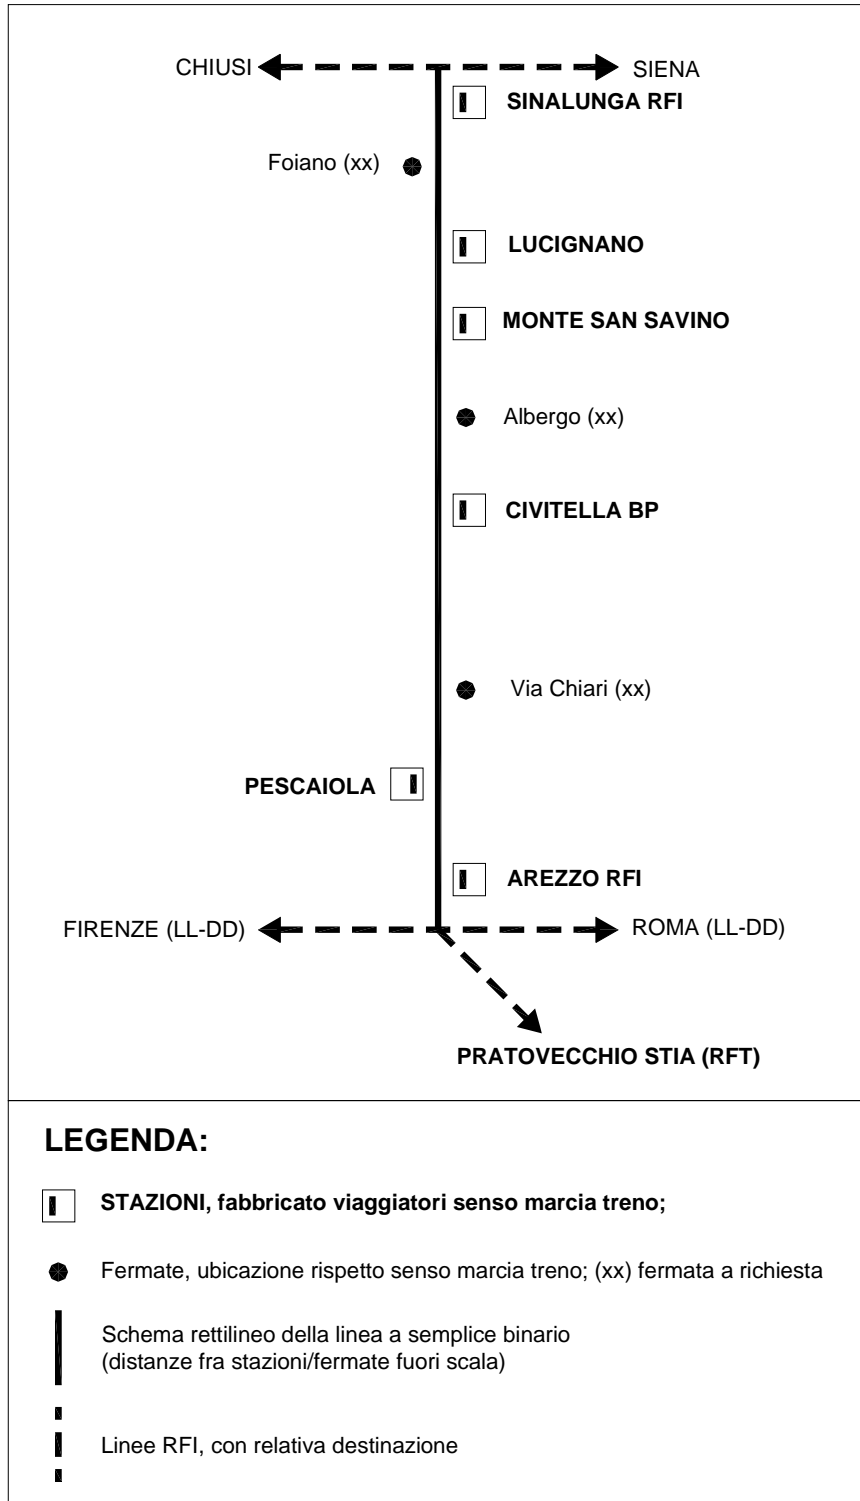 CHIUSI
SIENA
SINALUNGA RFI
Foiano (xx)
LUCIGNANO
MONTE SAN SAVINO
Albergo (xx)
CIVITELLA BP
Via Chiari (xx)
PESCAIOLA
AREZZO RFI
FIRENZE (LL-DD)
ROMA (LL-DD)
PRATOVECCHIO STIA (RFT)
LEGENDA:
STAZIONI, fabbricato viaggiatori senso marcia treno;
Fermate, ubicazione rispetto senso marcia treno; (xx) fermata a richiesta
Schema rettilineo della linea a semplice binario
(distanze fra stazioni/fermate fuori scala)
Linee RFI, con relativa destinazione